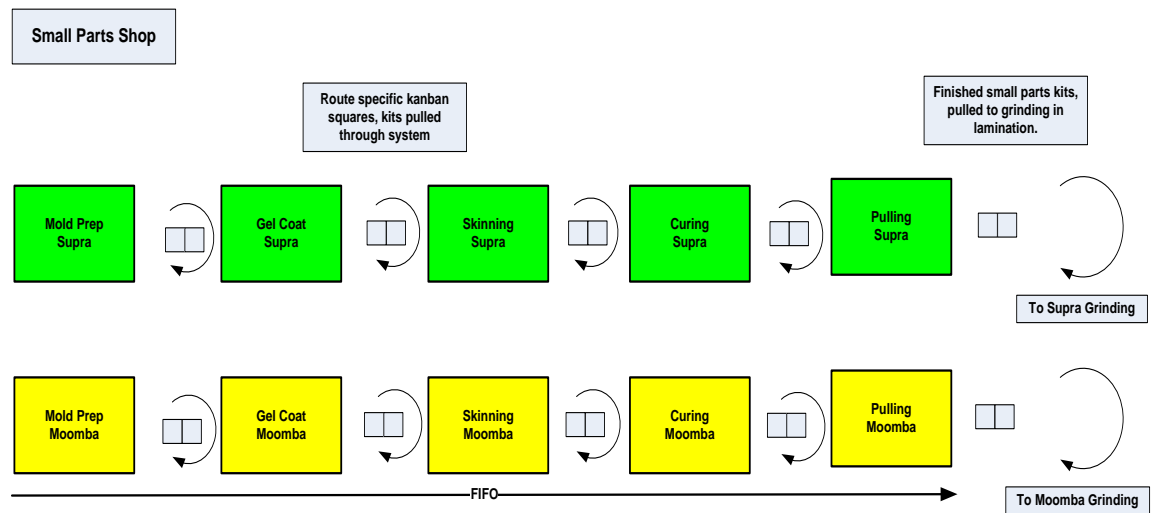 Small Parts Shop
Route specific kanban
squares, kits pulled
through system
Finished small parts kits,
pulled to grinding in
lamination.
Mold Prep
Supra
Gel Coat
Supra
Skinning
Supra
Curing
Supra
Pulling
Supra
To Supra Grinding
Mold Prep
Moomba
Gel Coat
Moomba
Skinning
Moomba
Curing
Moomba
Pulling
Moomba
FIFO
To Moomba Grinding